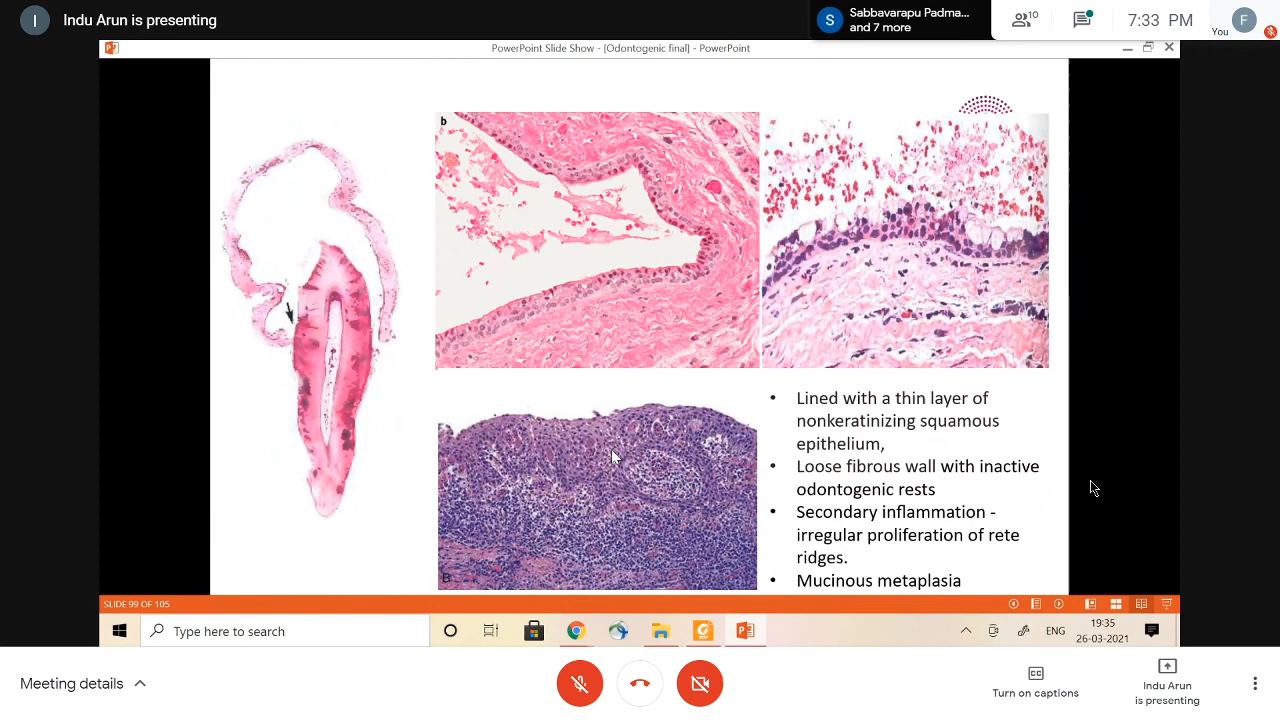 I
Indu Arun is presenting
S
Sabbavarapu Padma...
and 7 more
10
7:33 PM
You
F
PowerPoint Slide Show - [Odontogenic final] - PowerPoint
b
B
• Lined with a thin layer of
nonkeratinizing squamous
epithelium,
• Loose fibrous wall with inactive
odontogenic rests
• Secondary inflammation -
irregular proliferation of rete
ridges.
• Mucinous metaplasia
SLIDE 99 OF 105
Type here to search
ENG
19:35
26-03-2021
Meeting details
CC
Turn on captions
Indu Arun
is presenting